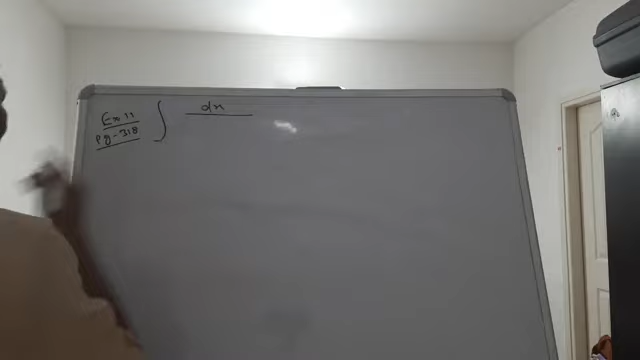 Ex 11 ∫ dx
Pg-318